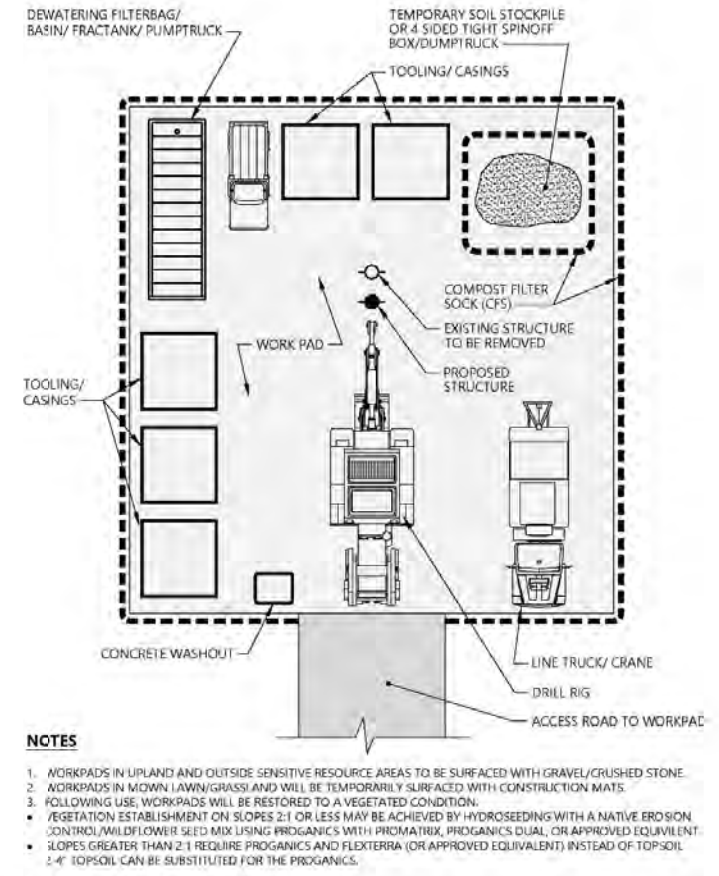 DEWATERING FILTERBAG/
BASIN/ FRACTANK/ PUMPTRUCK
TEMPORARY SOIL STOCKPILE
OR 4 SIDED TIGHT SPINOFF
BOX/DUMPTRUCK
TOOLING/ CASINGS
COMPOST FILTER
SOCK (CFS)
EXISTING STRUCTURE
TO BE REMOVED
WORK PAD
PROPOSED
STRUCTURE
TOOLING/
CASINGS
CONCRETE WASHOUT
LINE TRUCK/ CRANE
DRILL RIG
ACCESS ROAD TO WORKPAD
NOTES
1. WORKPADS IN UPLAND AND OUTSIDE SENSITIVE RESOURCE AREAS TO BE SURFACED WITH GRAVEL/CRUSHED STONE.
2. WORKPADS IN MOWN LAWN/GRASSLAND WILL BE TEMPORARILY SURFACED WITH CONSTRUCTION MATS.
3. FOLLOWING USE, WORKPADS WILL BE RESTORED TO A VEGETATED CONDITION.
• VEGETATION ESTABLISHMENT ON SLOPES 2:1 OR LESS MAY BE ACHIEVED BY HYDROSEEDING WITH A NATIVE EROSION
CONTROL/WILDFLOWER SEED MIX USING PROGANICS WITH PROMATRIX, PROGANICS DUAL, OR APPROVED EQUIVILENT.
• SLOPES GREATER THAN 2:1 REQUIRE PROGANICS AND FLEXTERRA (OR APPROVED EQUIVALENT) INSTEAD OF TOPSOIL
TOPSOIL CAN BE SUBSTITUTED FOR THE PROGANICS.